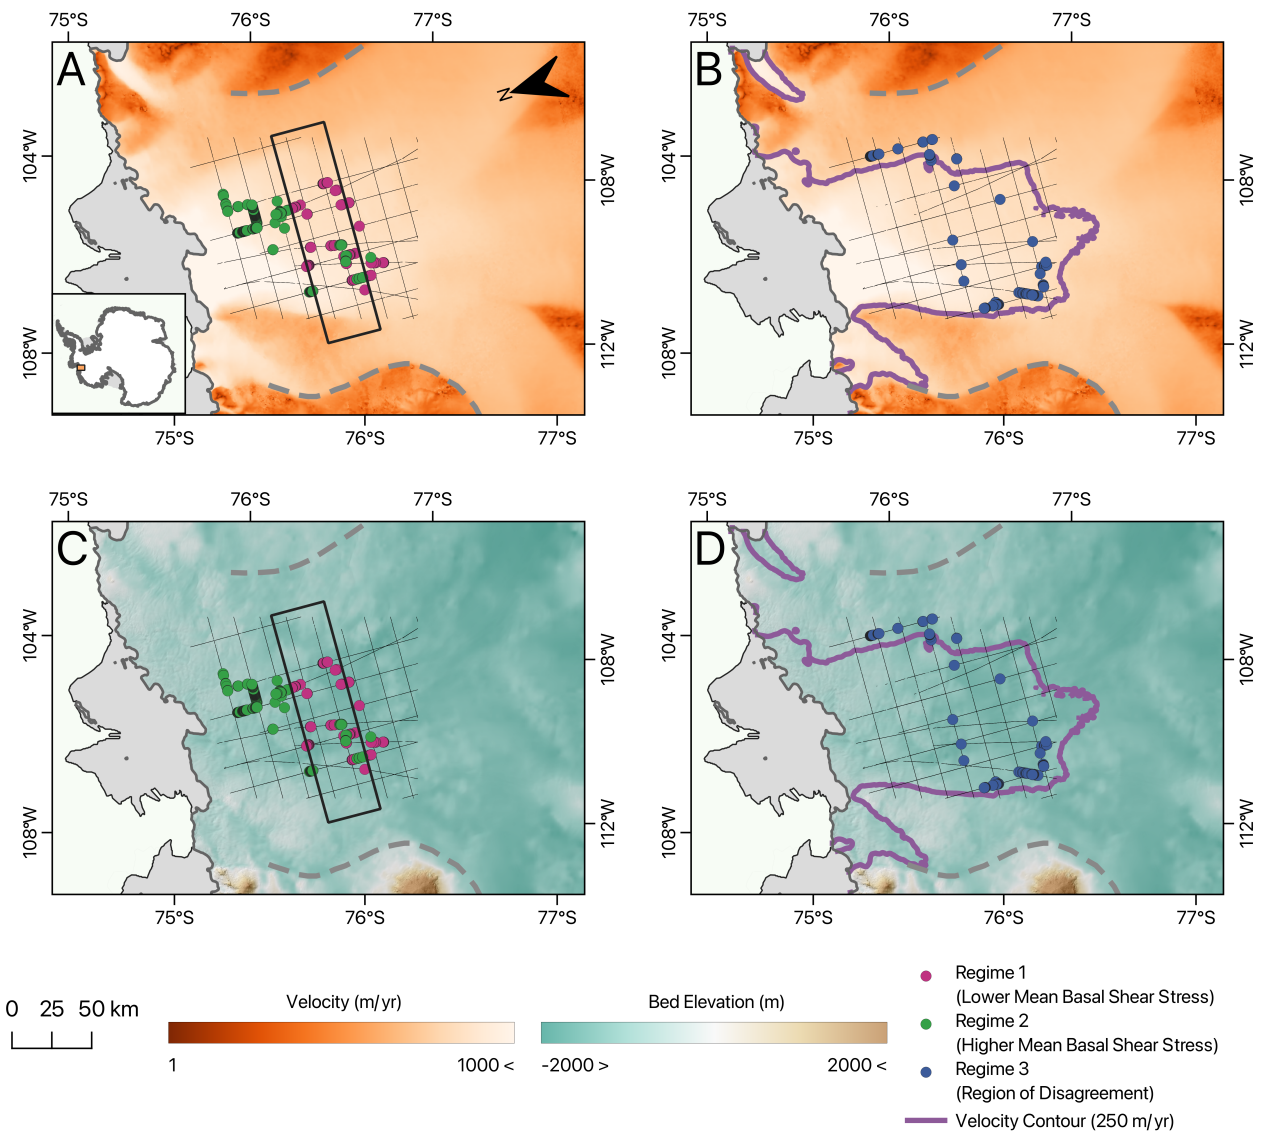 75°S 76°S 77°S 75°S 76°S 77°S
A B
N
104°W 108°W 104°W 108°W
108°W 112°W 108°W 112°W
75°S 76°S 77°S 75°S 76°S 77°S
75°S 76°S 77°S 75°S 76°S 77°S
C D
104°W 108°W 104°W 108°W
108°W 112°W 108°W 112°W
75°S 76°S 77°S 75°S 76°S 77°S
0 25 50 km
Velocity (m/yr)
1 1000 <
Bed Elevation (m)
-2000 > 2000 <
Regime 1
(Lower Mean Basal Shear Stress)
Regime 2
(Higher Mean Basal Shear Stress)
Regime 3
(Region of Disagreement)
Velocity Contour (250 m/yr)